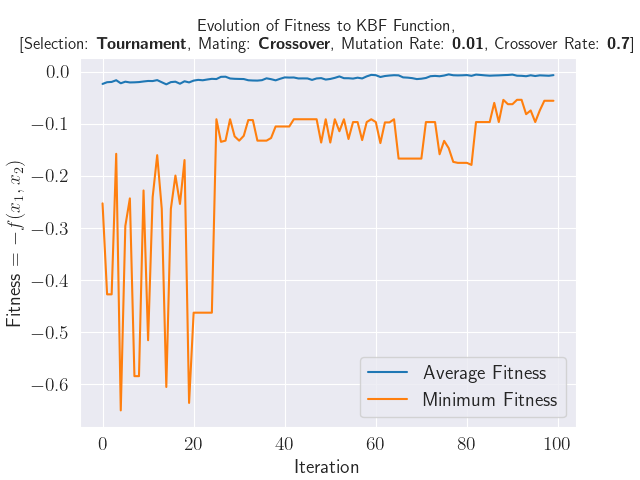 Evolution of Fitness to KBF Function,
[Selection: Tournament, Mating: Crossover, Mutation Rate: 0.01, Crossover Rate: 0.7]
0.0
−0.1
−0.2
−0.3
−0.4
−0.5
−0.6
Fitness = −f(x₁, x₂)
Average Fitness
Minimum Fitness
0 20 40 60 80 100
Iteration